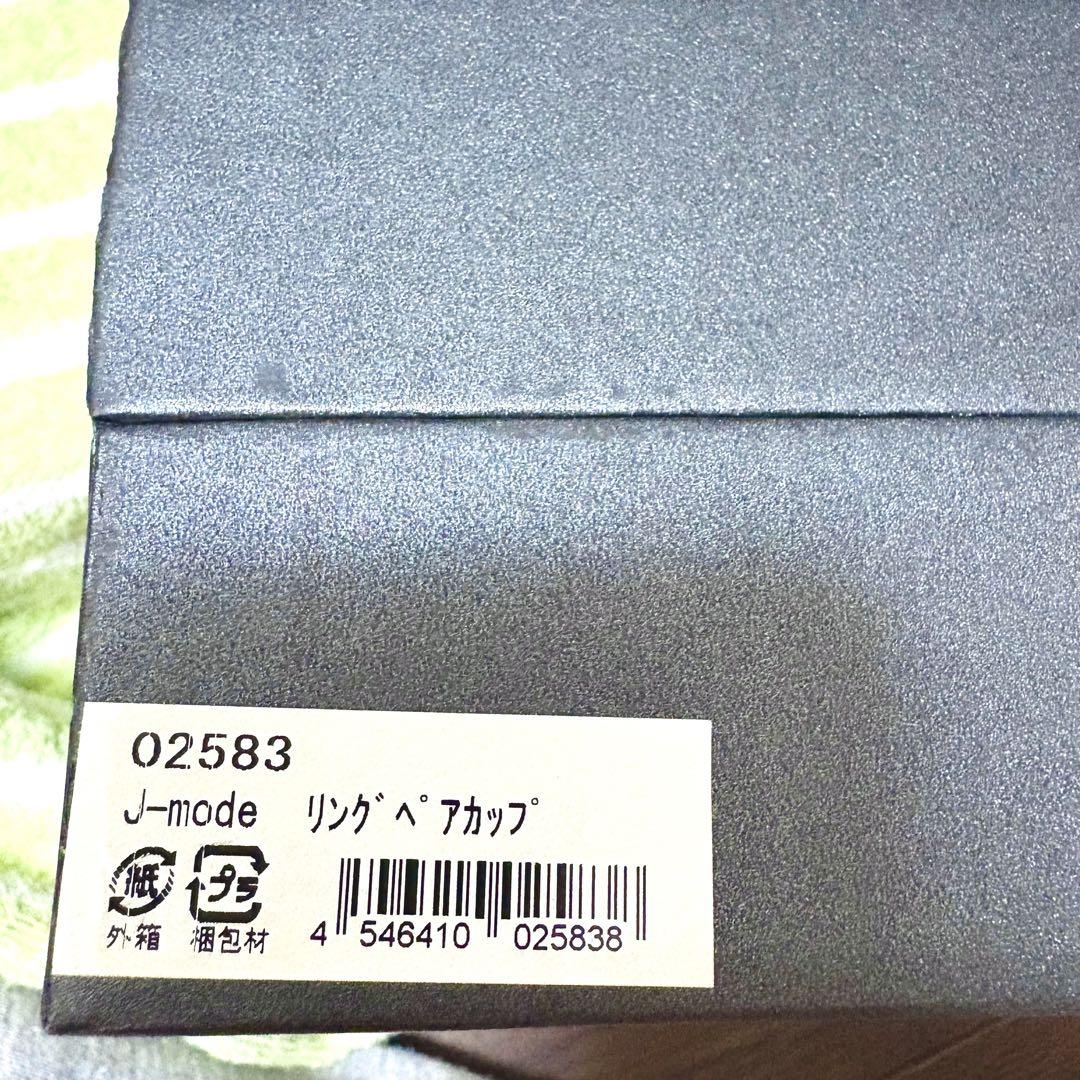 02583
J-mode ﾘﾝｸﾞﾍﾟｱｶｯﾌﾟ
紙 プラ
外箱 梱包材
4 546410 025838